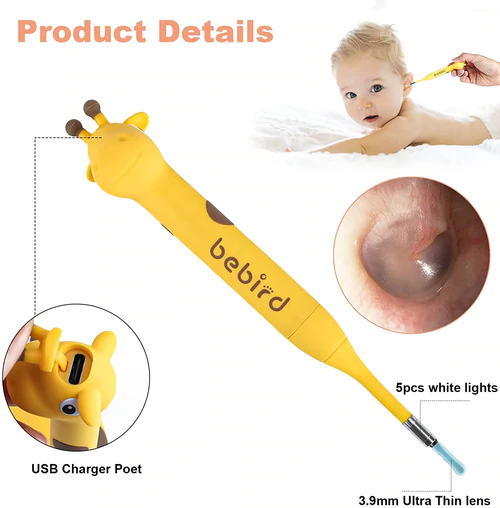 Product Details
bebird
5pcs white lights
USB Charger Poet
3.9mm Ultra Thin lens